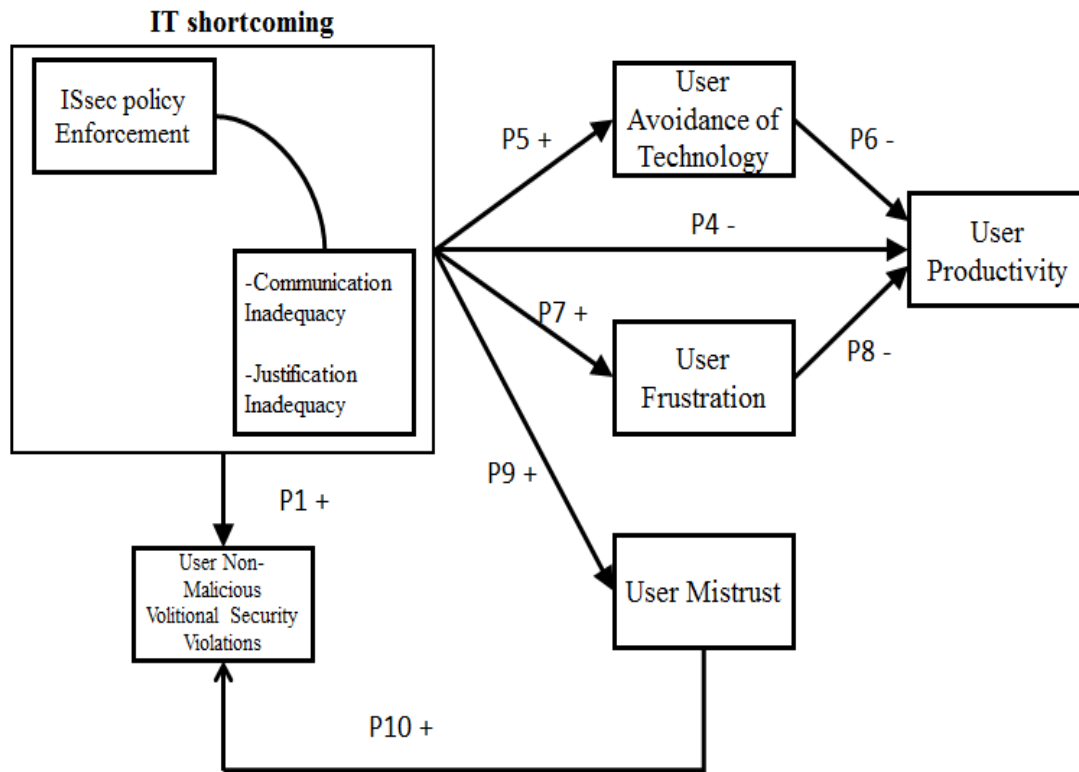 IT shortcoming
ISsec policy
Enforcement
-Communication
Inadequacy
-Justification
Inadequacy
P1 +
User Non-
Malicious
Volitional Security
Violations
P5 +
User
Avoidance of
Technology
P6 -
P4 -
User
Productivity
P7 +
User
Frustration
P8 -
P9 +
User Mistrust
P10 +